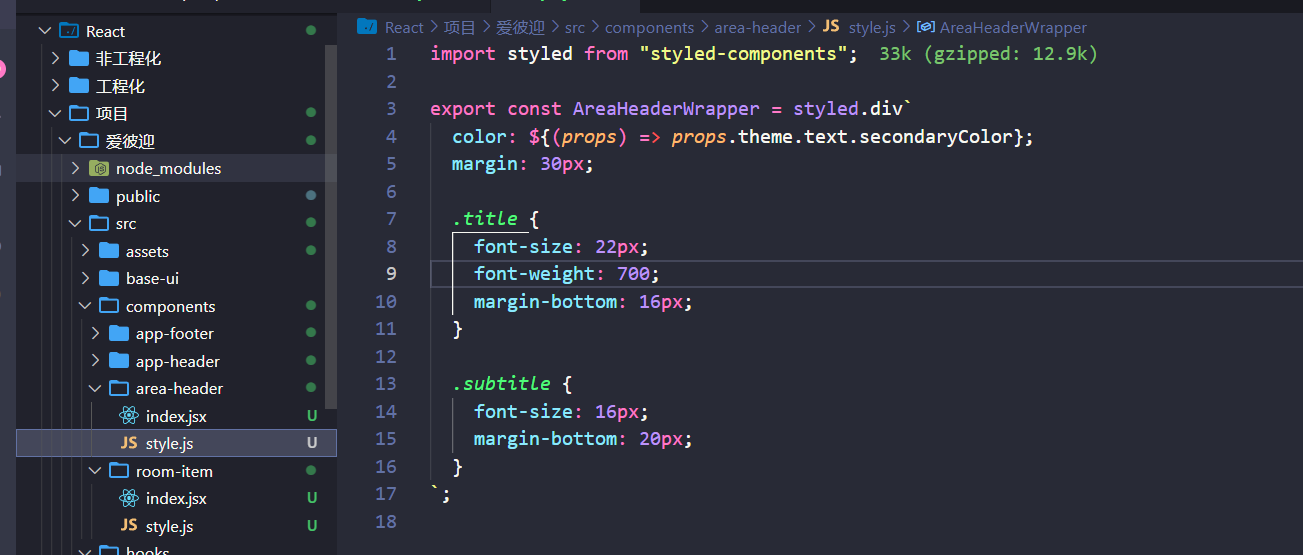 React
非工程化
工程化
项目
爱彼迎
node_modules
public
src
assets
base-ui
components
app-footer
app-header
area-header
index.jsx U
JS style.js U
room-item
index.jsx U
JS style.js U
hooks
React > 项目 > 爱彼迎 > src > components > area-header > JS style.js > AreaHeaderWrapper
1 import styled from "styled-components"; 33k (gzipped: 12.9k)
2
3 export const AreaHeaderWrapper = styled.div`
4 color: ${(props) => props.theme.text.secondaryColor};
5 margin: 30px;
6
7 .title {
8 font-size: 22px;
9 font-weight: 700;
10 margin-bottom: 16px;
11 }
12
13 .subtitle {
14 font-size: 16px;
15 margin-bottom: 20px;
16 }
17 `;
18